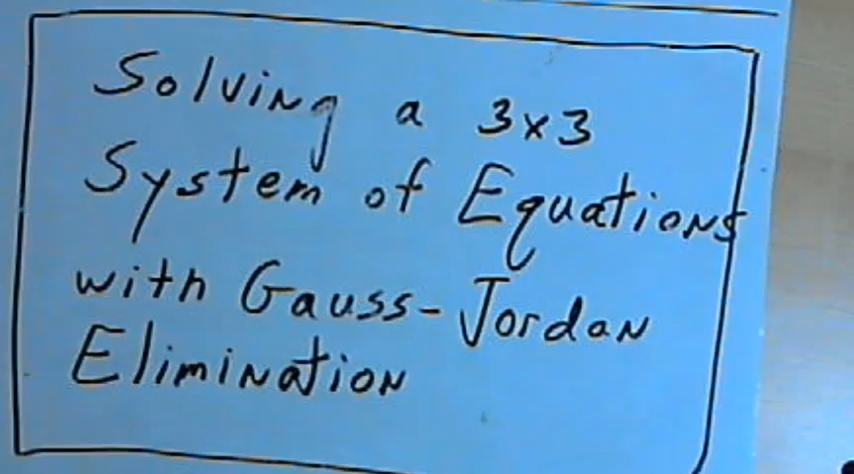 Solving a 3x3
System of Equations
with Gauss-Jordan
Elimination